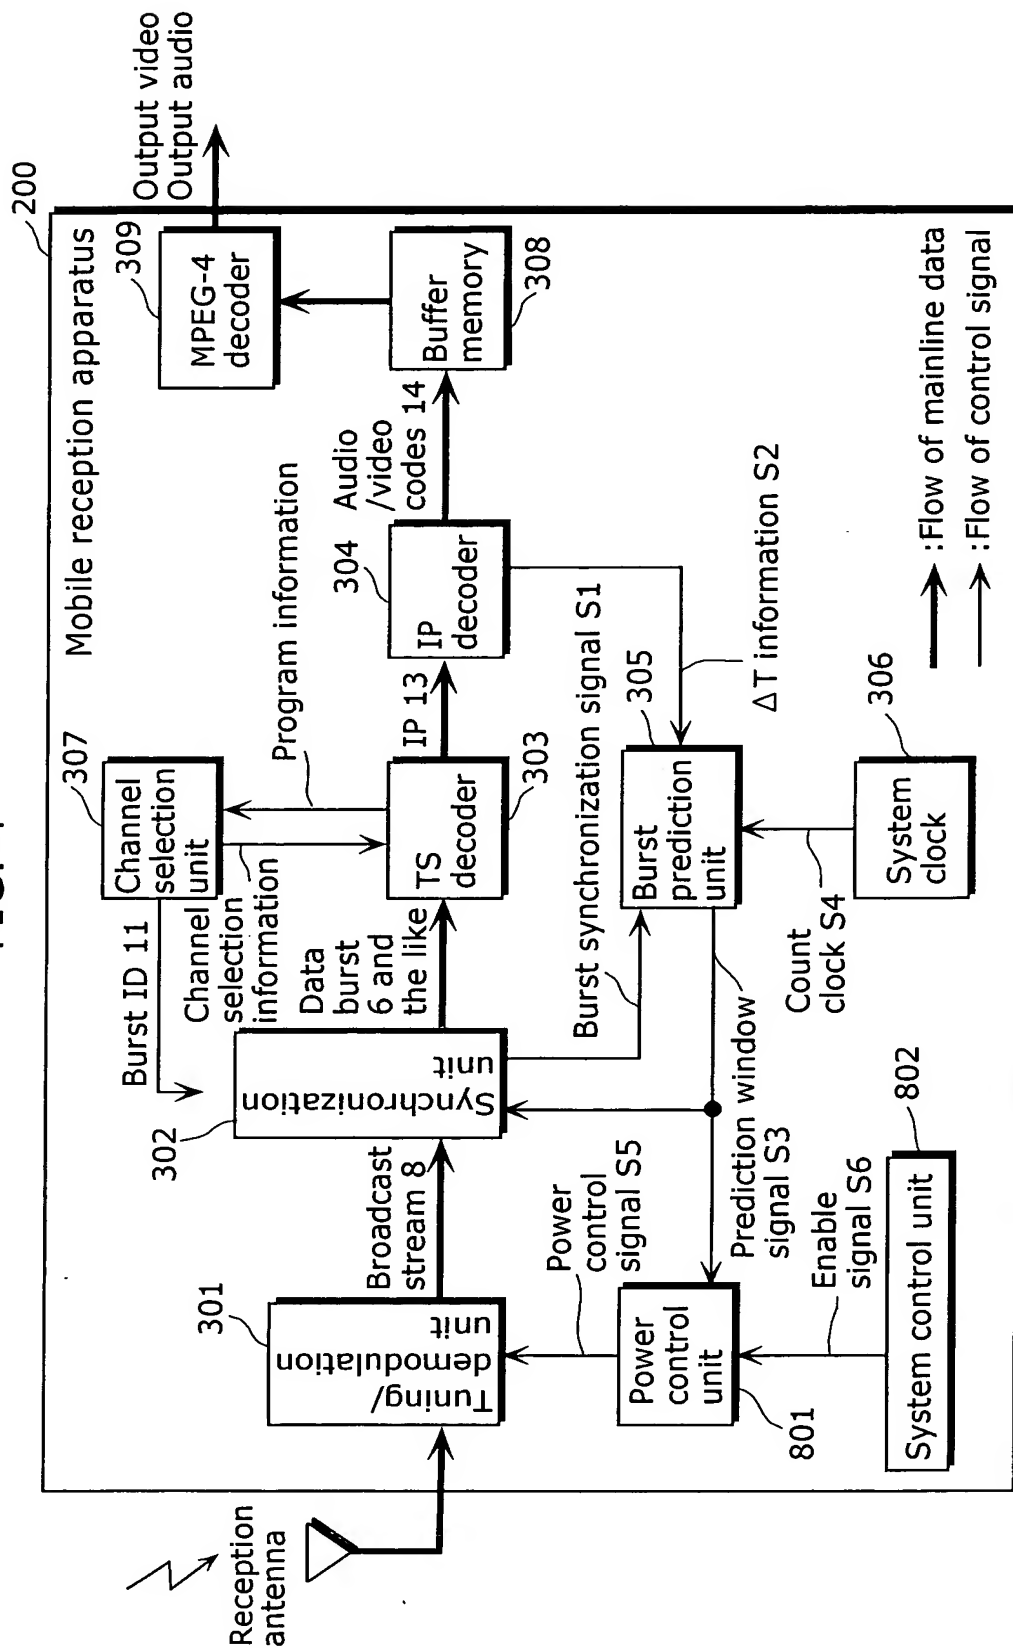 200
Mobile reception apparatus
Reception
antenna
301
Tuning/
demodulation
unit
Broadcast
stream 8
302
Synchronization
unit
Burst ID 11
Channel
selection
information
307
Channel
selection
unit
Program information
Data
burst
6 and
the like
TS
decoder
303
IP 13
304
IP
decoder
Audio
/video
codes 14
Buffer
memory
308
309
MPEG-4
decoder
Output video
Output audio
Power
control
signal S5
Burst synchronization signal S1
305
Burst
prediction
unit
ΔT information S2
Power
control
unit
801
Prediction window
signal S3
Count
clock S4
306
System
clock
Enable
signal S6
802
System control unit
:Flow of mainline data
:Flow of control signal